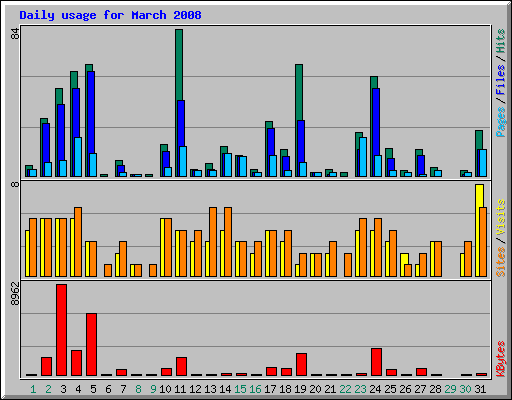 Daily usage for March 2008
84
Pages / Files / Hits
8
Sites / Visits
8962
KBytes
1 2 3 4 5 6 7 8 9 10 11 12 13 14 15 16 17 18 19 20 21 22 23 24 25 26 27 28 29 30 31